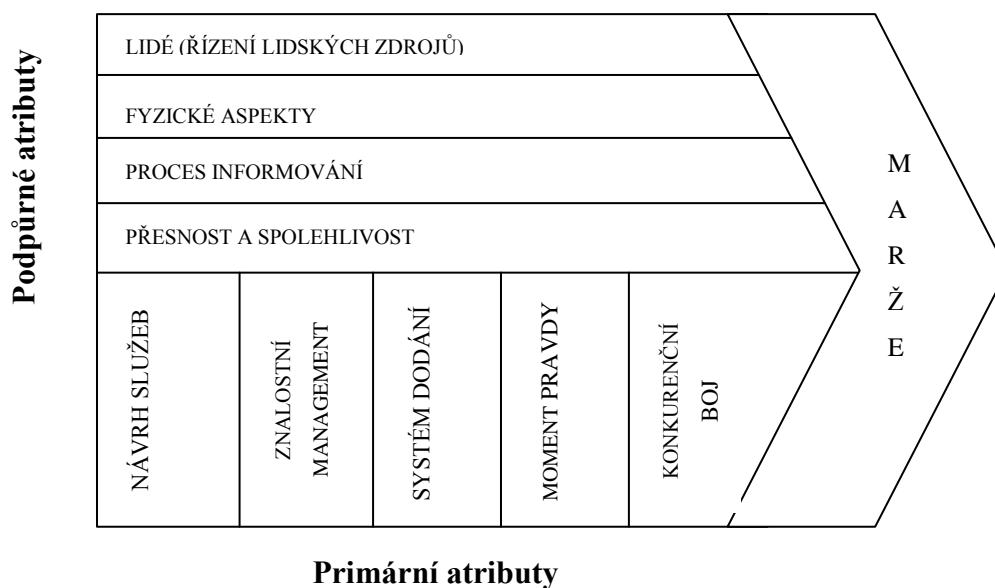 Podpůrné atributy
LIDÉ (ŘÍZENÍ LIDSKÝCH ZDROJŮ)
FYZICKÉ ASPEKTY
PROCES INFORMOVÁNÍ
PŘESNOST A SPOLEHLIVOST
NÁVRH SLUŽEB
ZNALOSTNÍ
MANAGEMENT
SYSTÉM DODÁNÍ
MOMENT PRAVDY
KONKURENČNÍ
BOJ
M
A
R
Ž
E
Primární atributy